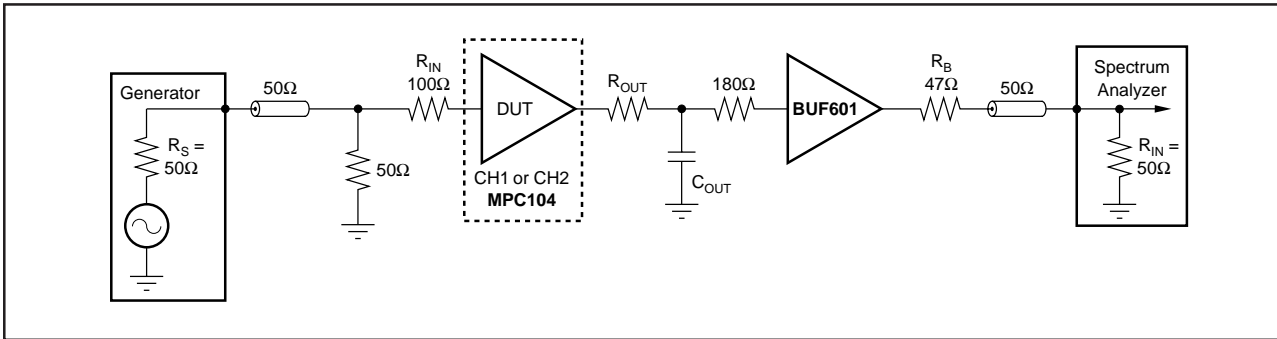 Generator
R_S =
50Ω
50Ω
50Ω
R_IN
100Ω
DUT
CH1 or CH2
MPC104
R_OUT
C_OUT
180Ω
BUF601
R_B
47Ω
50Ω
Spectrum
Analyzer
R_IN =
50Ω